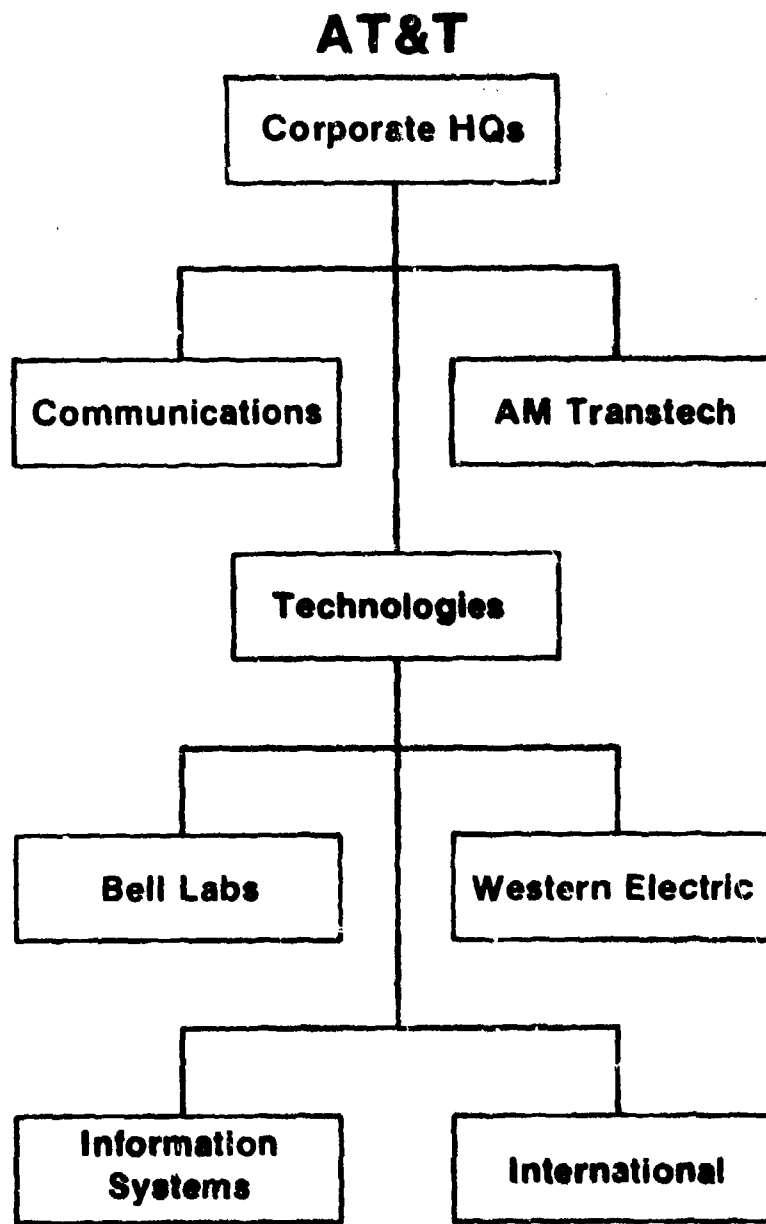 AT&T
Corporate HQs
Communications
AM Transtech
Technologies
Bell Labs
Western Electric
Information
Systems
International